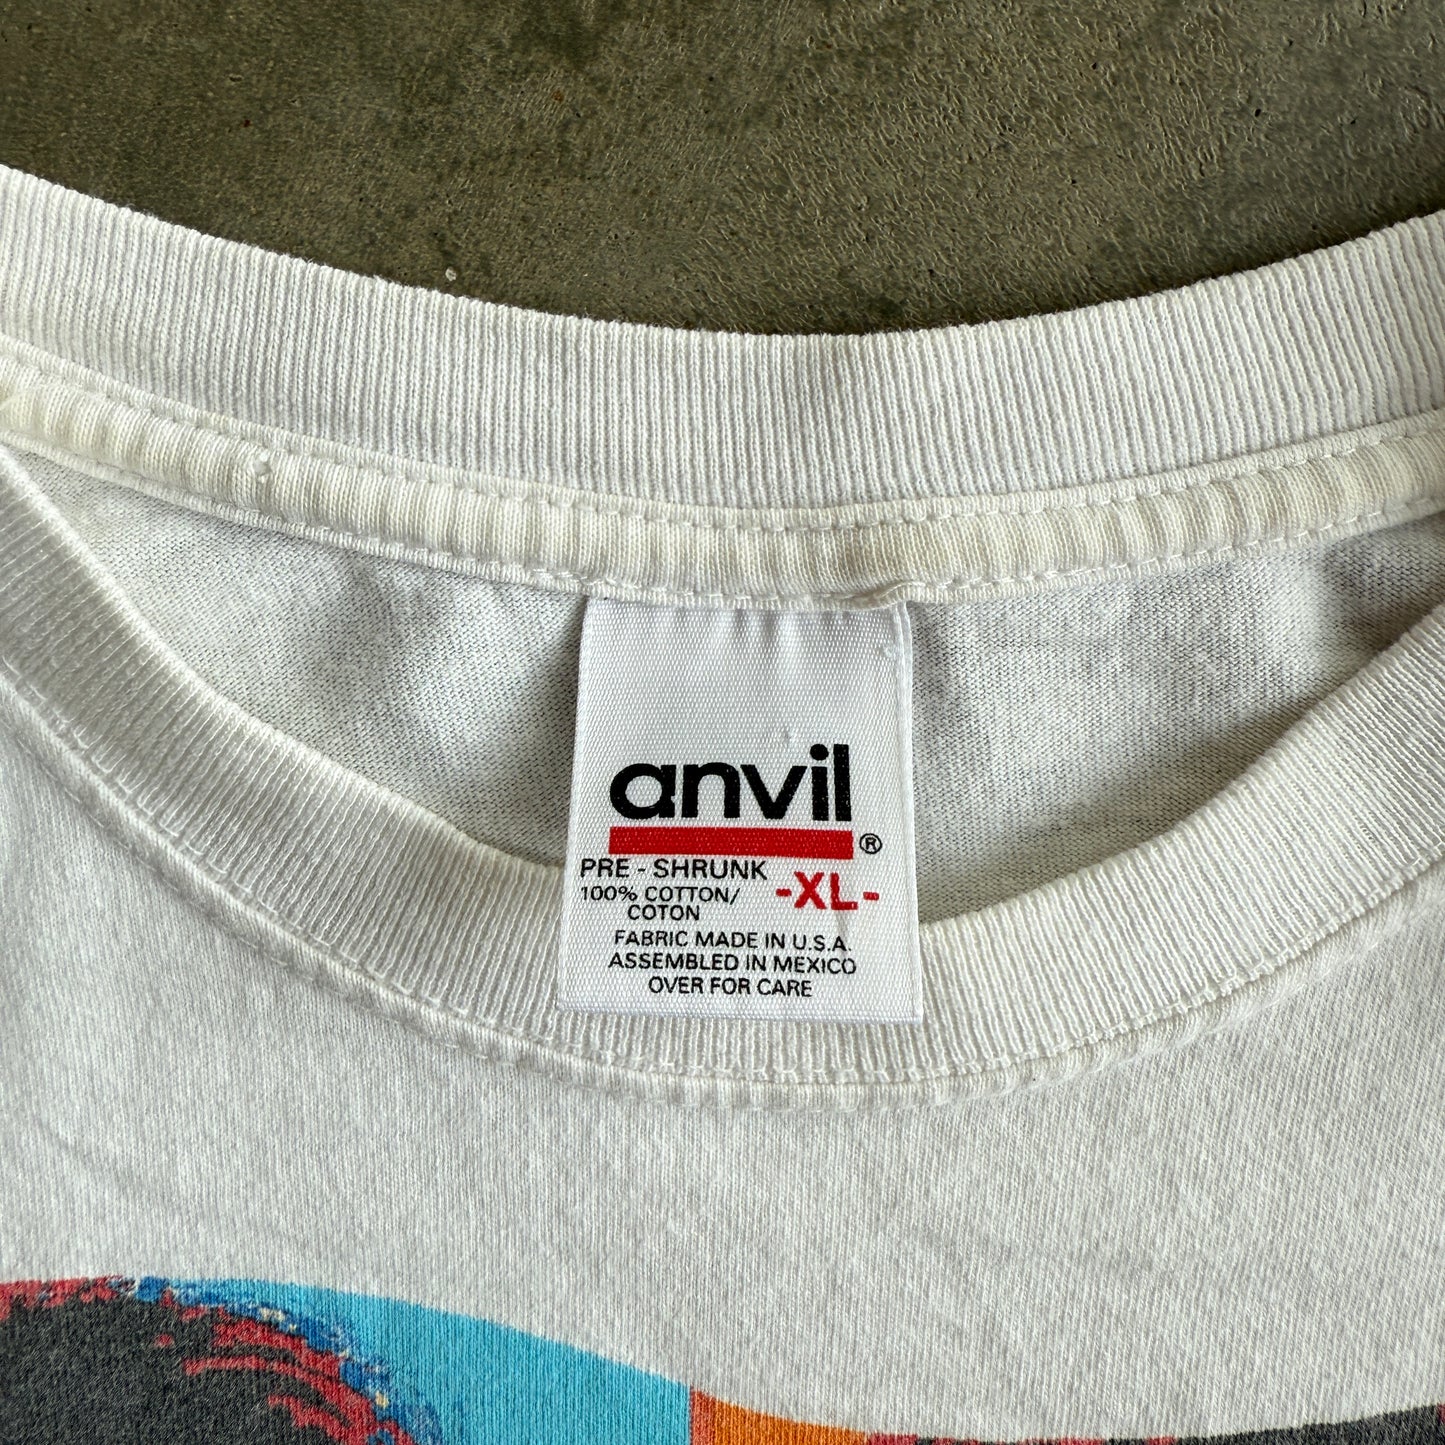 anvil®
PRE - SHRUNK
-XL-
100% COTTON/
COTON
FABRIC MADE IN U.S.A.
ASSEMBLED IN MEXICO
OVER FOR CARE